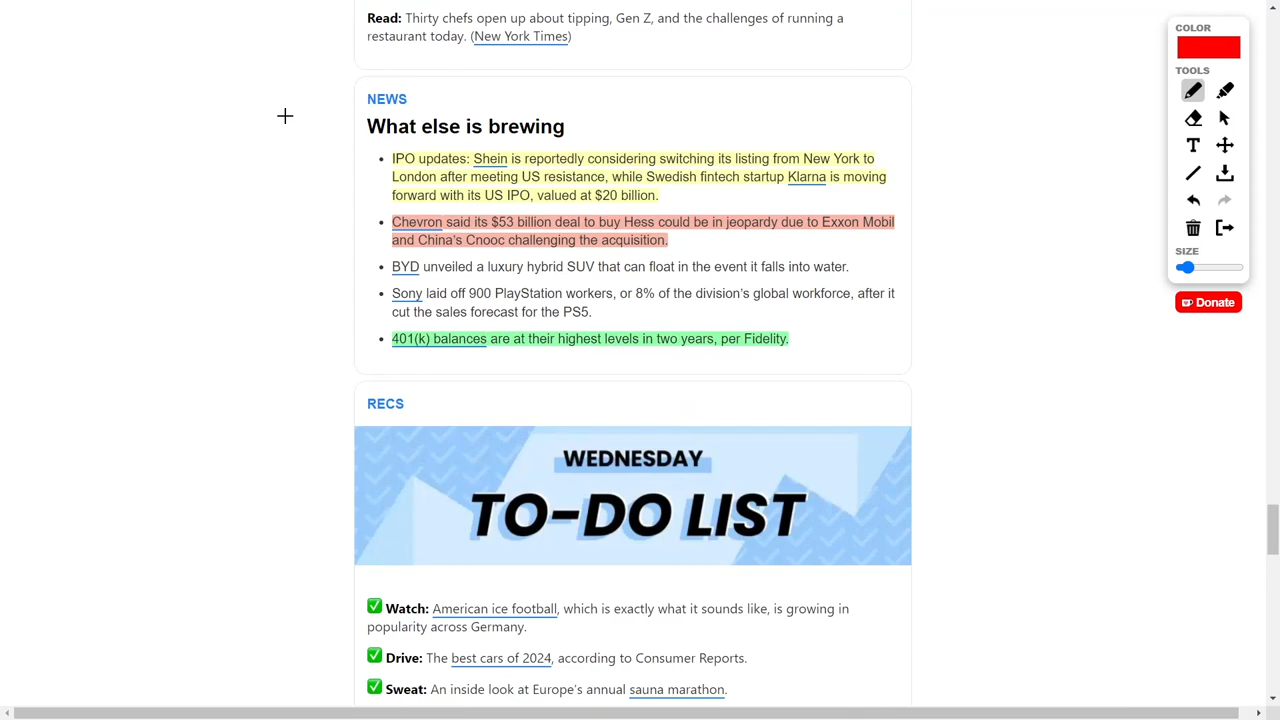 Read: Thirty chefs open up about tipping, Gen Z, and the challenges of running a
restaurant today. (New York Times)
NEWS
What else is brewing
• IPO updates: Shein is reportedly considering switching its listing from New York to
London after meeting US resistance, while Swedish fintech startup Klarna is moving
forward with its US IPO, valued at $20 billion.
• Chevron said its $53 billion deal to buy Hess could be in jeopardy due to Exxon Mobil
and China's Cnooc challenging the acquisition.
• BYD unveiled a luxury hybrid SUV that can float in the event it falls into water.
• Sony laid off 900 PlayStation workers, or 8% of the division's global workforce, after it
cut the sales forecast for the PS5.
• 401(k) balances are at their highest levels in two years, per Fidelity.
RECS
WEDNESDAY
TO-DO LIST
✅ Watch: American ice football, which is exactly what it sounds like, is growing in
popularity across Germany.
✅ Drive: The best cars of 2024, according to Consumer Reports.
✅ Sweat: An inside look at Europe's annual sauna marathon.
COLOR
TOOLS
T
SIZE
Donate